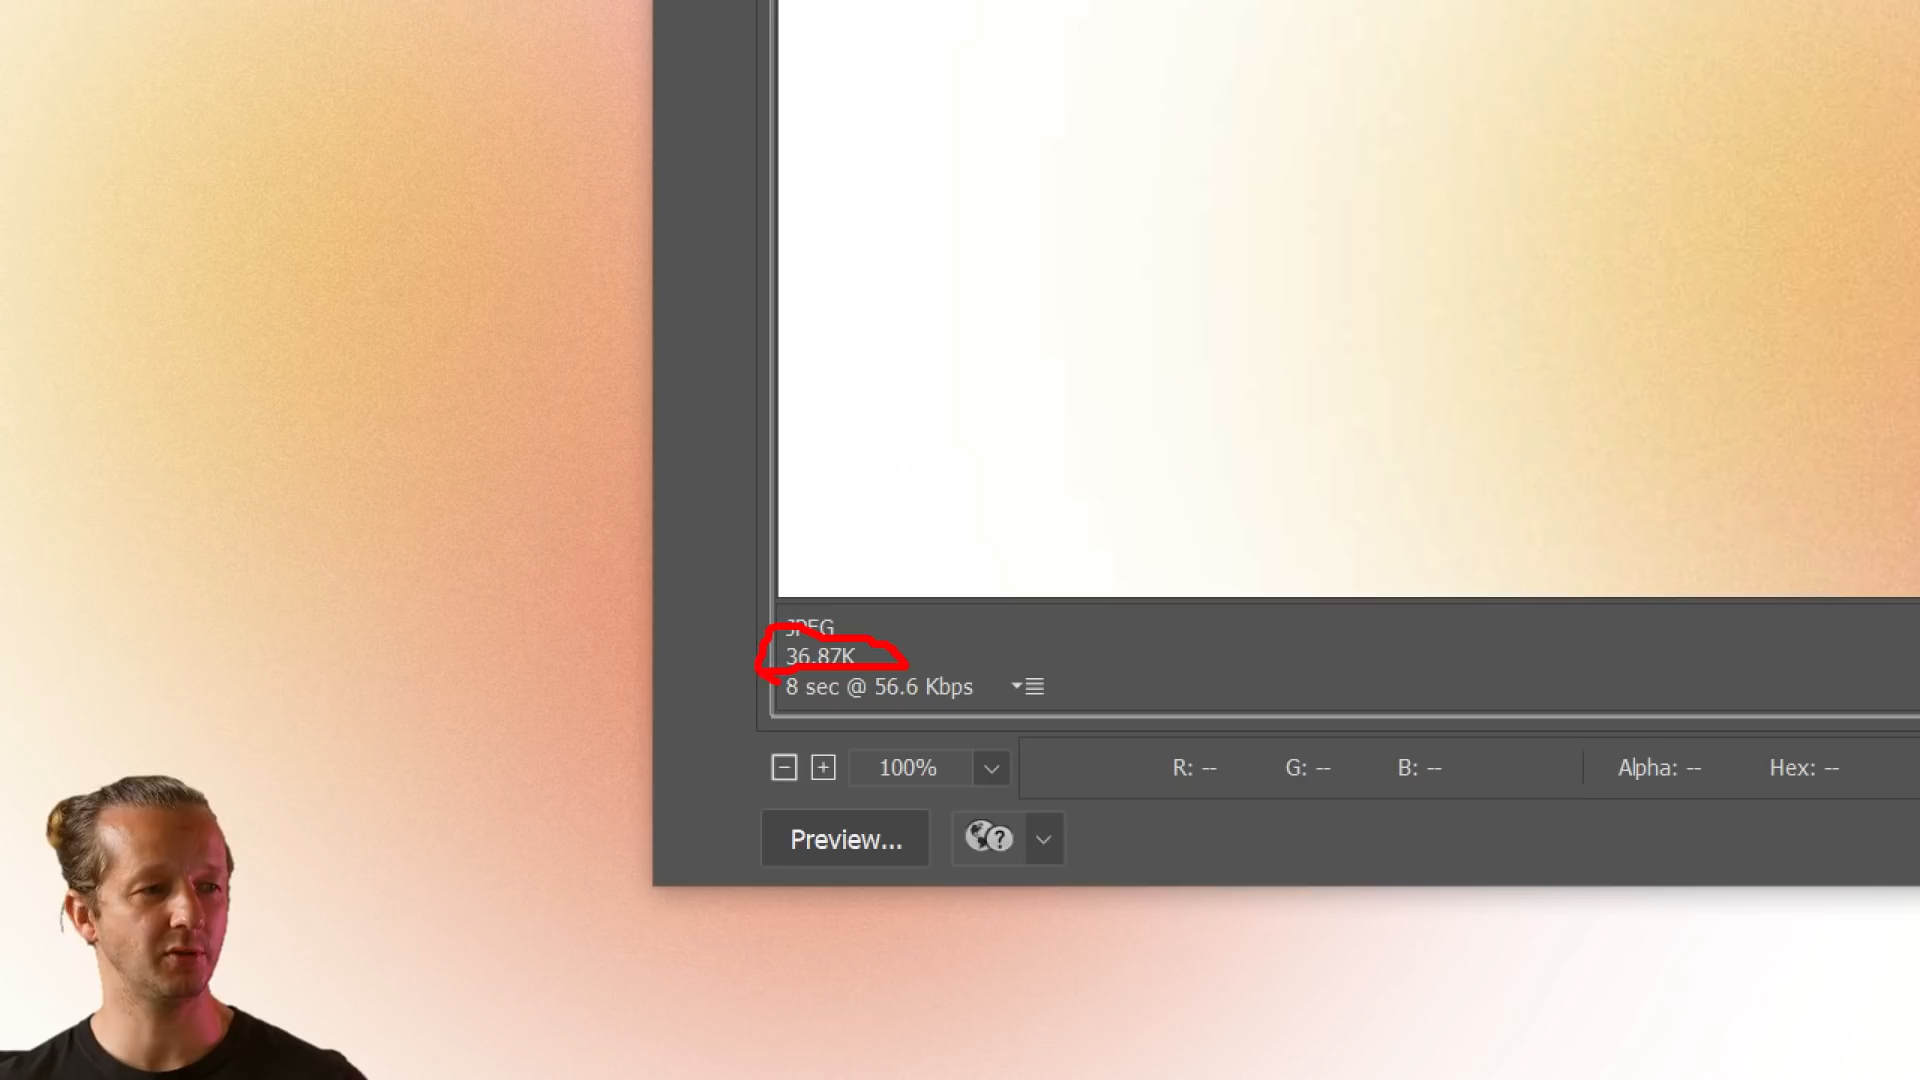 JPEG
36.87K
8 sec @ 56.6 Kbps
100%
R: --
G: --
B: --
Alpha: --
Hex: --
Preview...
?